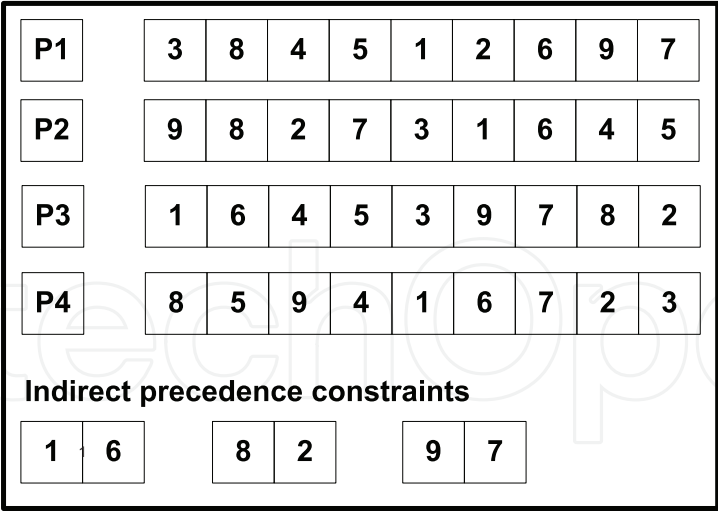 P1 3 8 4 5 1 2 6 9 7
P2 9 8 2 7 3 1 6 4 5
P3 1 6 4 5 3 9 7 8 2
P4 8 5 9 4 1 6 7 2 3
Indirect precedence constraints
1 1 6 8 2 9 7